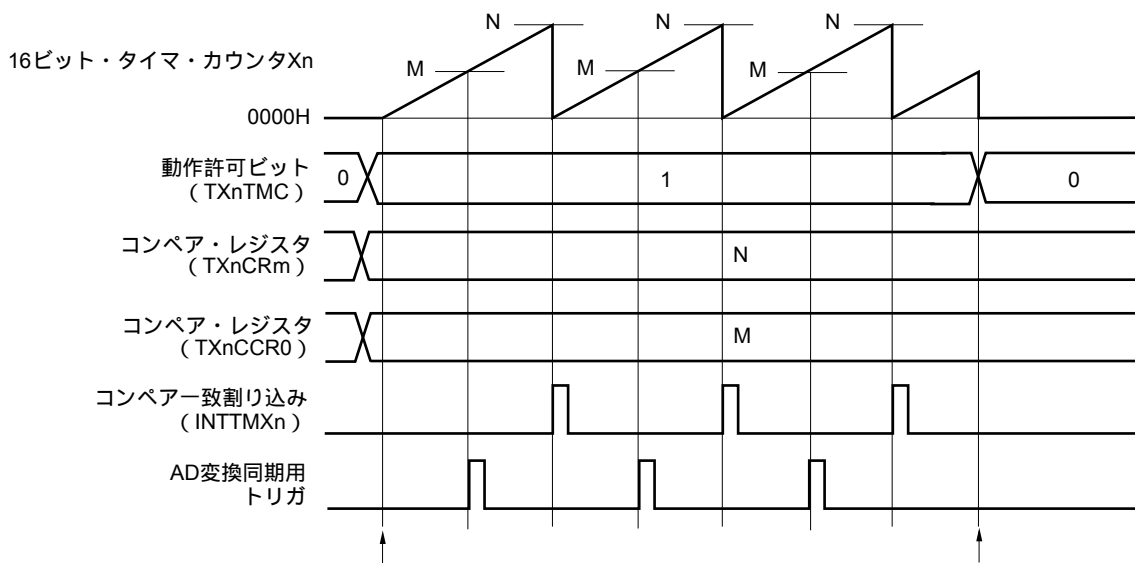 N N N
16ビット・タイマ・カウンタXn
M M M
0000H
動作許可ビット
（TXnTMC）
0 1 0
コンペア・レジスタ
（TXnCRm）
N
コンペア・レジスタ
（TXnCCR0）
M
コンペア一致割り込み
（INTTMXn）
AD変換同期用
トリガ